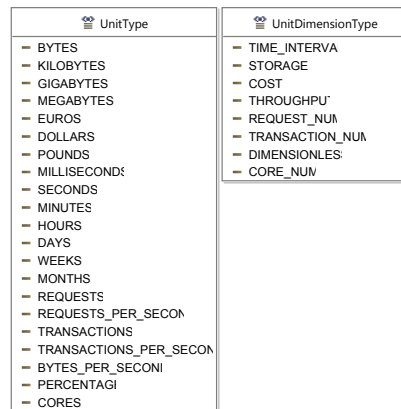 UnitType
BYTES
KILOBYTES
GIGABYTES
MEGABYTES
EUROS
DOLLARS
POUNDS
MILLISECONDS
SECONDS
MINUTES
HOURS
DAYS
WEEKS
MONTHS
REQUESTS
REQUESTS_PER_SECON
TRANSACTIONS
TRANSACTIONS_PER_SECON
BYTES_PER_SECON
PERCENTAG
CORES
UnitDimensionType
TIME_INTERVA
STORAGE
COST
THROUGHPU
REQUEST_NUM
TRANSACTION_NUM
DIMENSIONLES
CORE_NUM